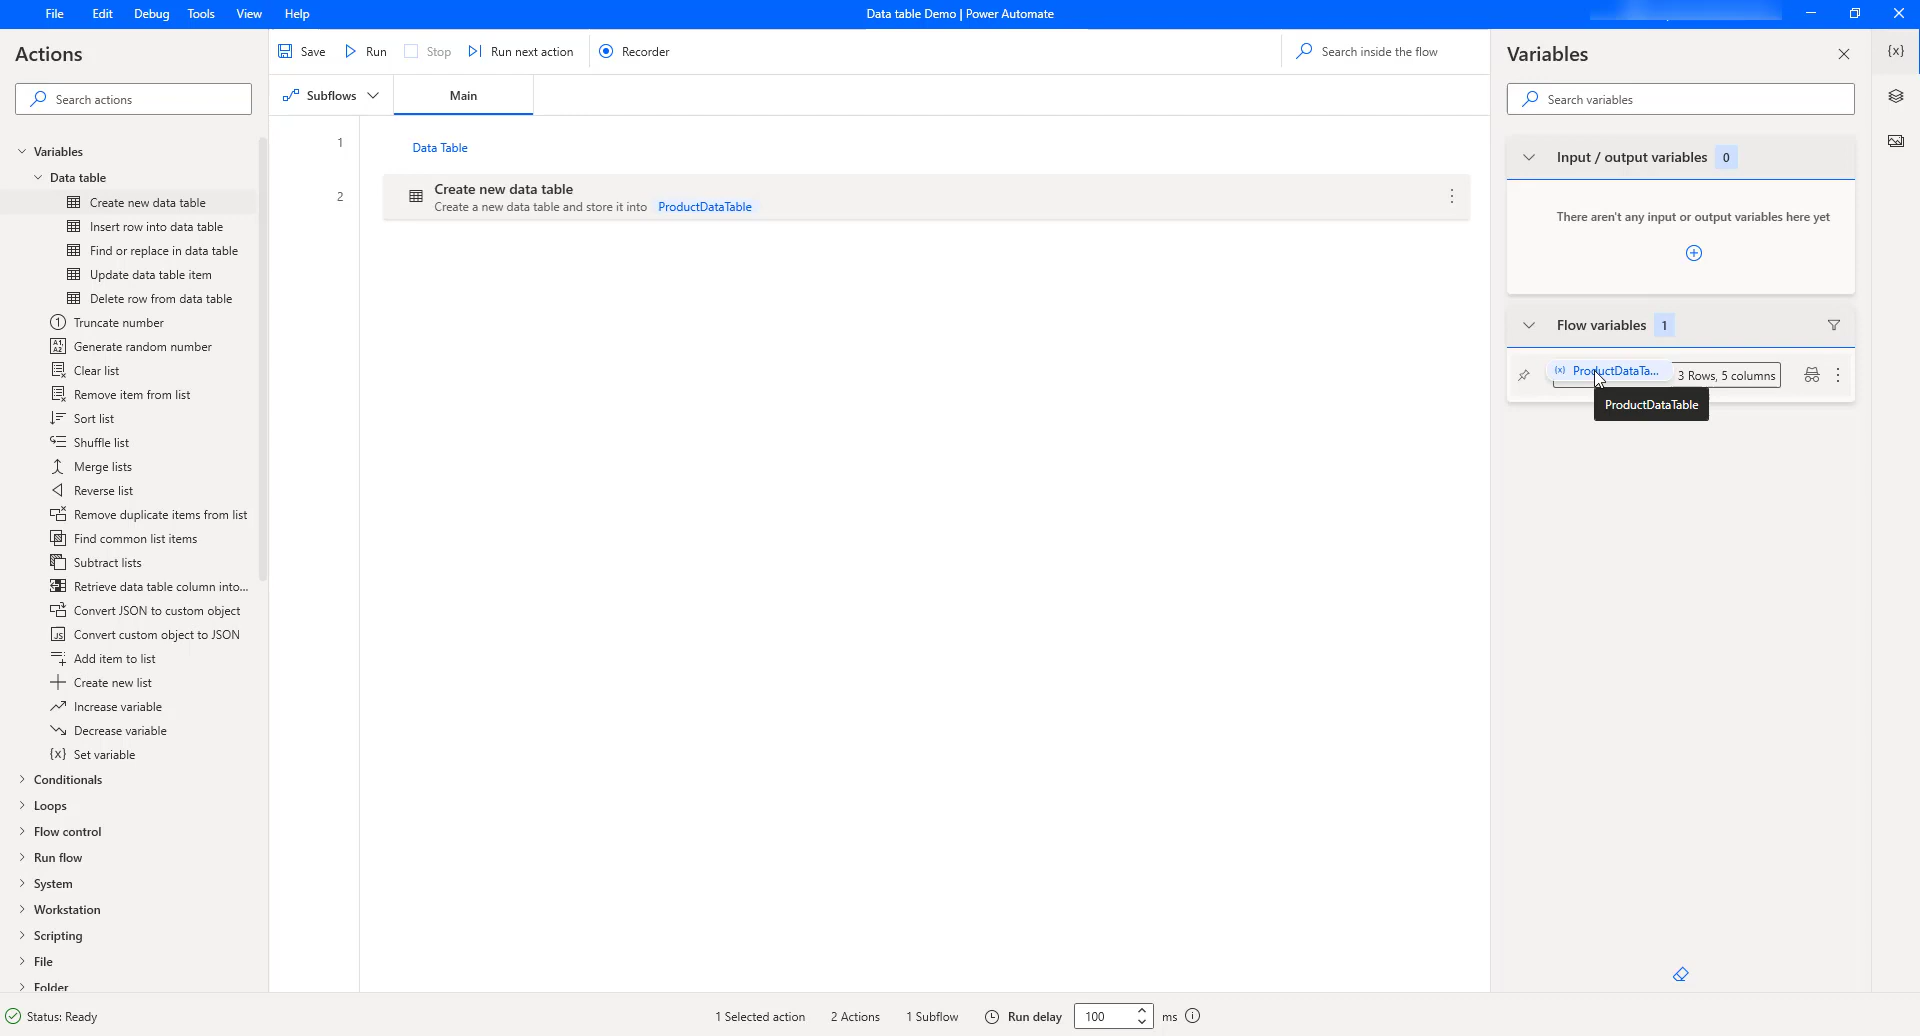 File Edit Debug Tools View Help
Data table Demo | Power Automate
Actions
Search actions
Variables
Data table
Create new data table
Insert row into data table
Find or replace in data table
Update data table item
Delete row from data table
Truncate number
Generate random number
Clear list
Remove item from list
Sort list
Shuffle list
Merge lists
Reverse list
Remove duplicate items from list
Find common list items
Subtract lists
Retrieve data table column into...
Convert JSON to custom object
Convert custom object to JSON
Add item to list
Create new list
Increase variable
Decrease variable
{x} Set variable
Conditionals
Loops
Flow control
Run flow
System
Workstation
Scripting
File
Folder
Save Run Stop Run next action Recorder
Search inside the flow
Subflows Main
1 Data Table
2 Create new data table
Create a new data table and store it into ProductDataTable
Variables
Search variables
Input / output variables 0
There aren't any input or output variables here yet
Flow variables 1
(x) ProductDataTa... 3 Rows, 5 columns
ProductDataTable
{x}
Status: Ready
1 Selected action 2 Actions 1 Subflow Run delay 100 ms